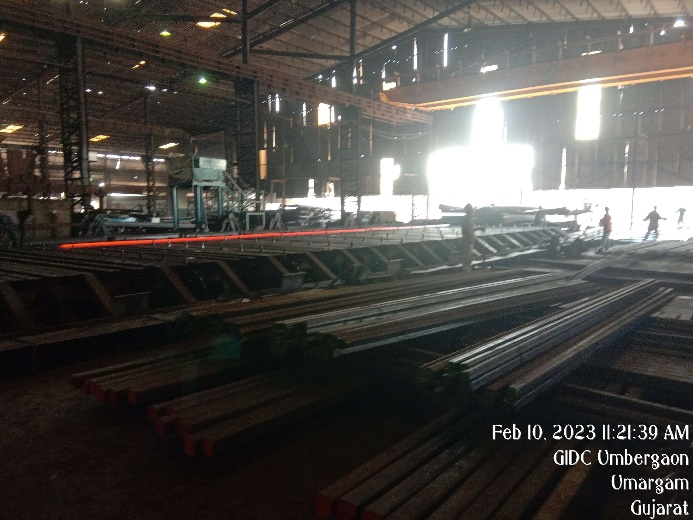 Feb 10, 2023 11:21:39 AM
GIDC Umbergaon
Umargam
Gujarat